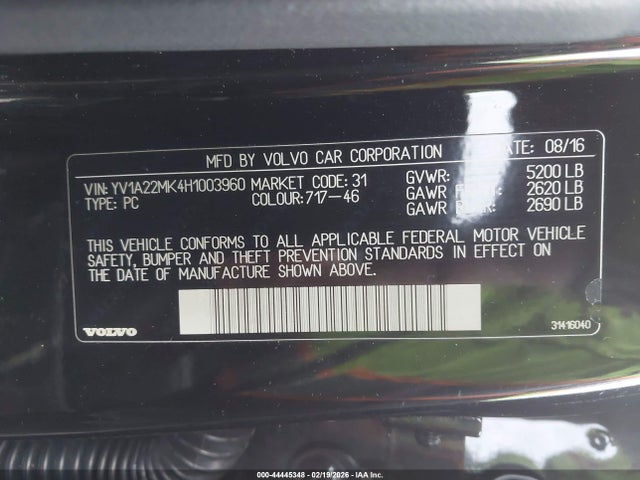 MFD BY VOLVO CAR CORPORATION DATE: 08/16
VIN: YV1A22MK4H1003960 MARKET CODE: 31 GVWR: 5200 LB
TYPE: PC COLOUR: 717-46 GAWR FRONT: 2620 LB
GAWR REAR: 2690 LB
THIS VEHICLE CONFORMS TO ALL APPLICABLE FEDERAL MOTOR VEHICLE
SAFETY, BUMPER AND THEFT PREVENTION STANDARDS IN EFFECT ON
THE DATE OF MANUFACTURE SHOWN ABOVE.
VOLVO 31416040
000-44445348 - 02/19/2026 - IAA Inc.